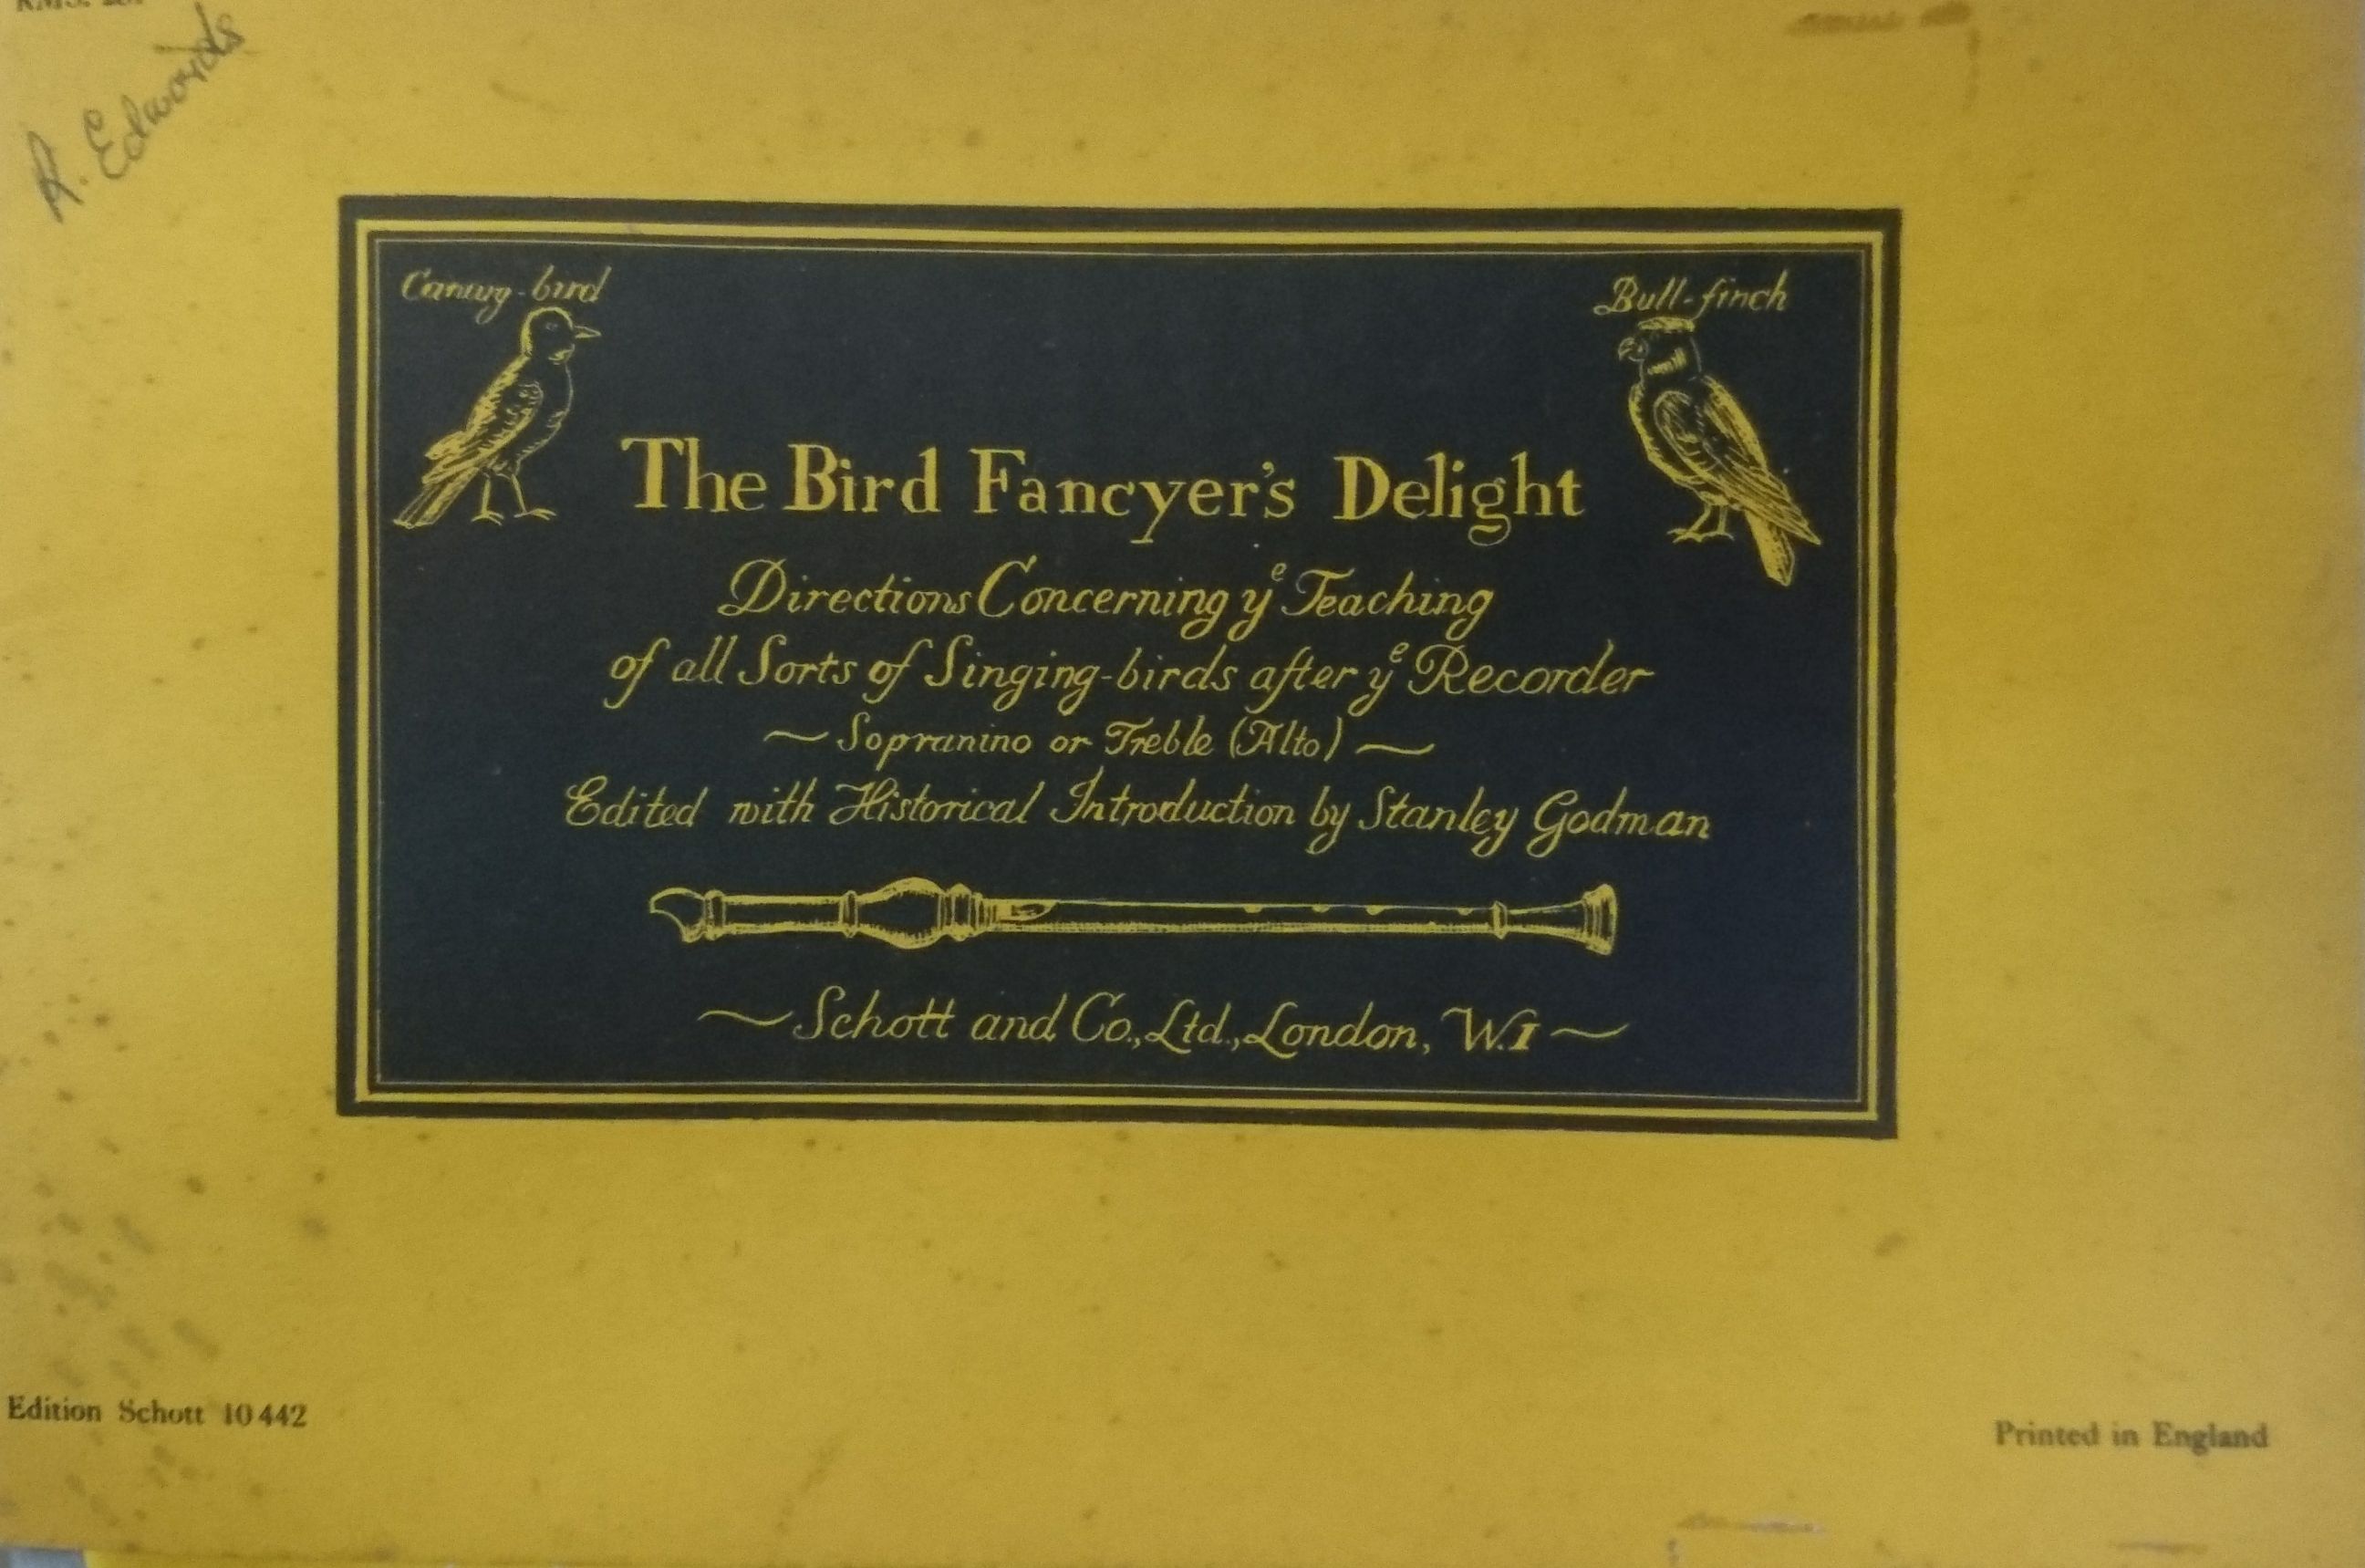 R. Edwards
Canary-bird
Bull-finch
The Bird Fancyer's Delight
Directions Concerning yᵉ Teaching
of all Sorts of Singing-birds after yᵉ Recorder
~ Sopranino or Treble (Alto) ~
Edited with Historical Introduction by Stanley Godman
~ Schott and Co., Ltd., London, W.1 ~
Edition Schott 10 442
Printed in England